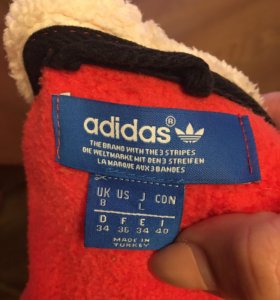 adidas®
THE BRAND WITH THE 3 STRIPES
DIE WELTMARKE MIT DEN 3 STREIFEN
LA MARQUE AUX 3 BANDES
UK US J CON
8 L
D F E I
34 36 34 40
MADE IN
TURKEY